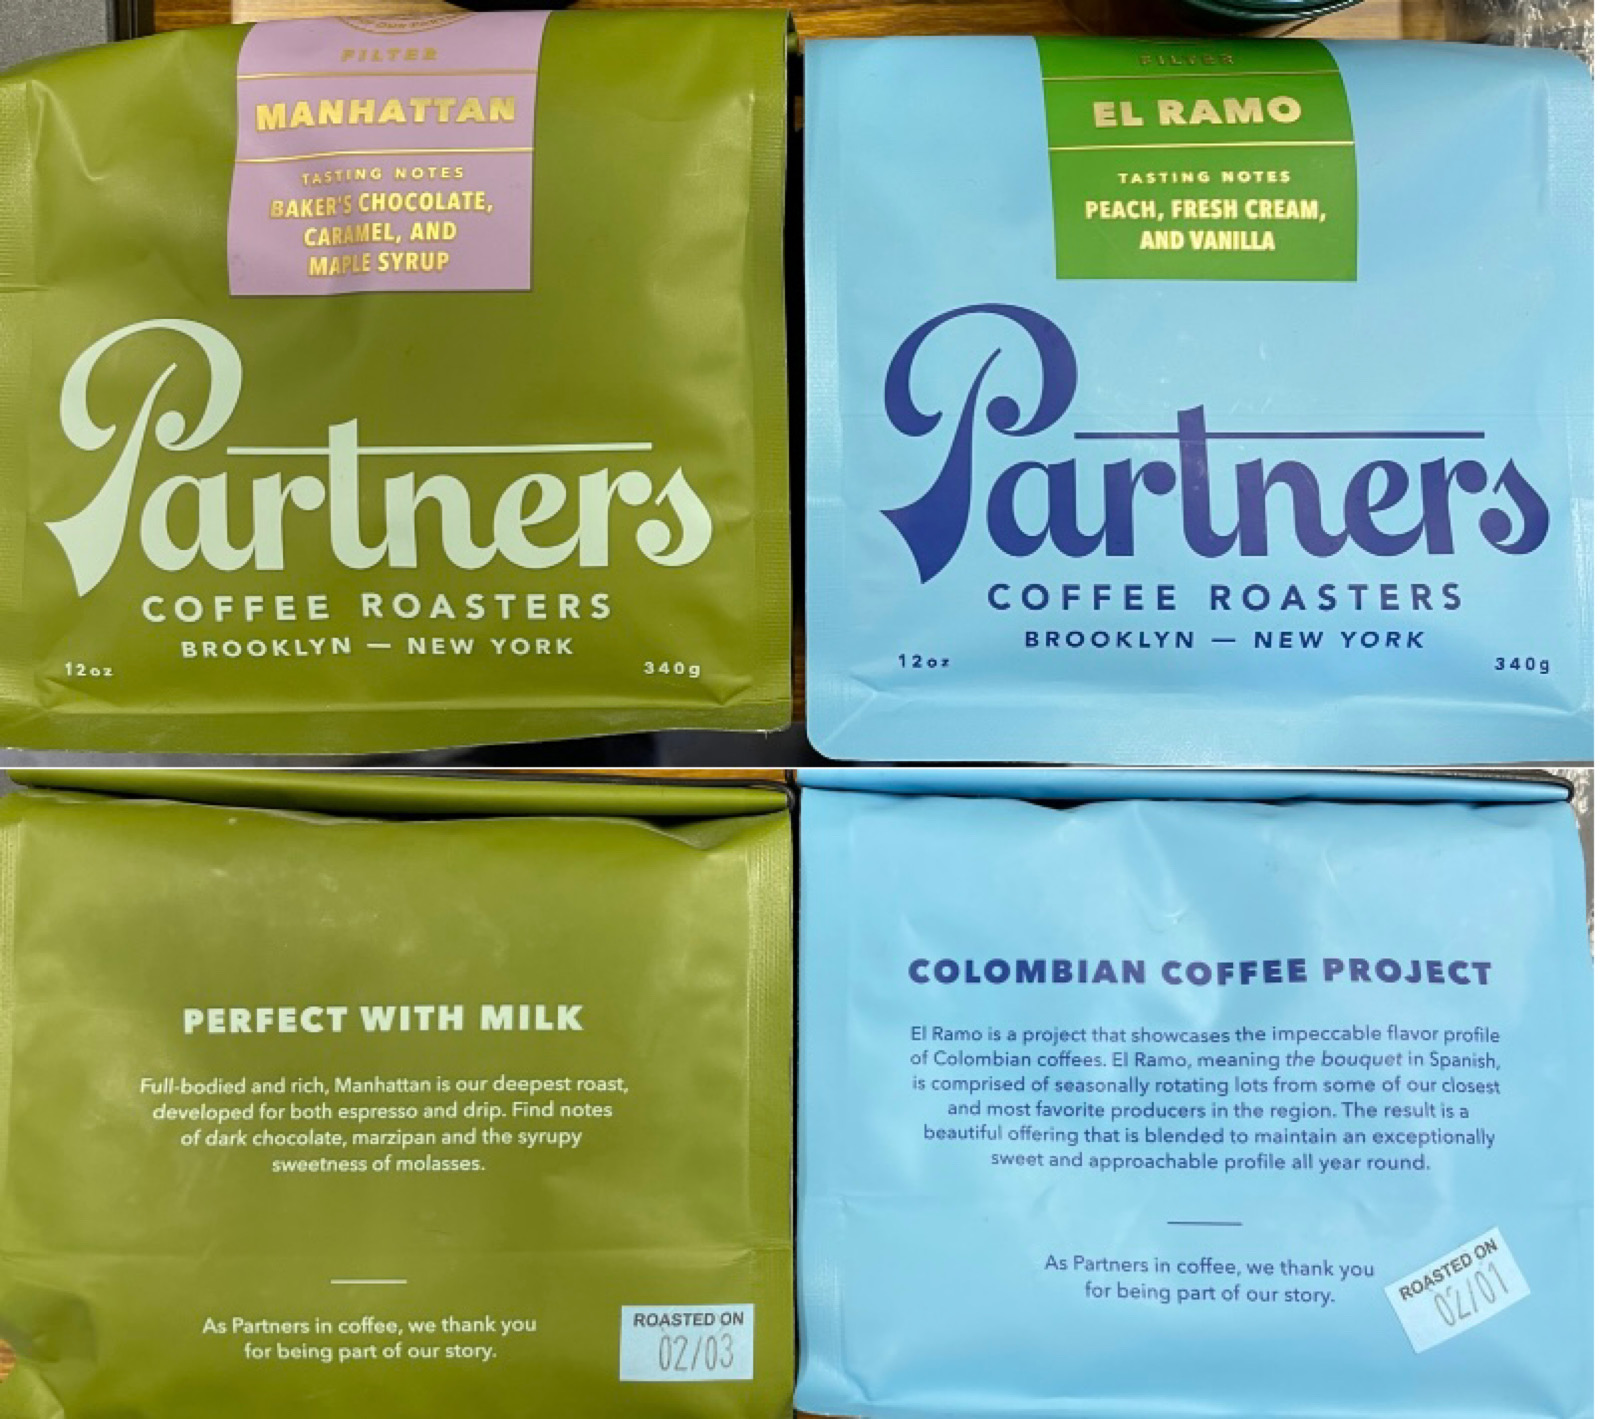 FILTER
MANHATTAN
TASTING NOTES
BAKER'S CHOCOLATE,
CARAMEL, AND
MAPLE SYRUP
Partners
COFFEE ROASTERS
BROOKLYN — NEW YORK
12oz
340g
FILTER
EL RAMO
TASTING NOTES
PEACH, FRESH CREAM,
AND VANILLA
Partners
COFFEE ROASTERS
BROOKLYN — NEW YORK
12oz
340g
PERFECT WITH MILK
Full-bodied and rich, Manhattan is our deepest roast,
developed for both espresso and drip. Find notes
of dark chocolate, marzipan and the syrupy
sweetness of molasses.
As Partners in coffee, we thank you
for being part of our story.
ROASTED ON
02/03
COLOMBIAN COFFEE PROJECT
El Ramo is a project that showcases the impeccable flavor profile
of Colombian coffees. El Ramo, meaning the bouquet in Spanish,
is comprised of seasonally rotating lots from some of our closest
and most favorite producers in the region. The result is a
beautiful offering that is blended to maintain an exceptionally
sweet and approachable profile all year round.
As Partners in coffee, we thank you
for being part of our story.
ROASTED ON
02/01